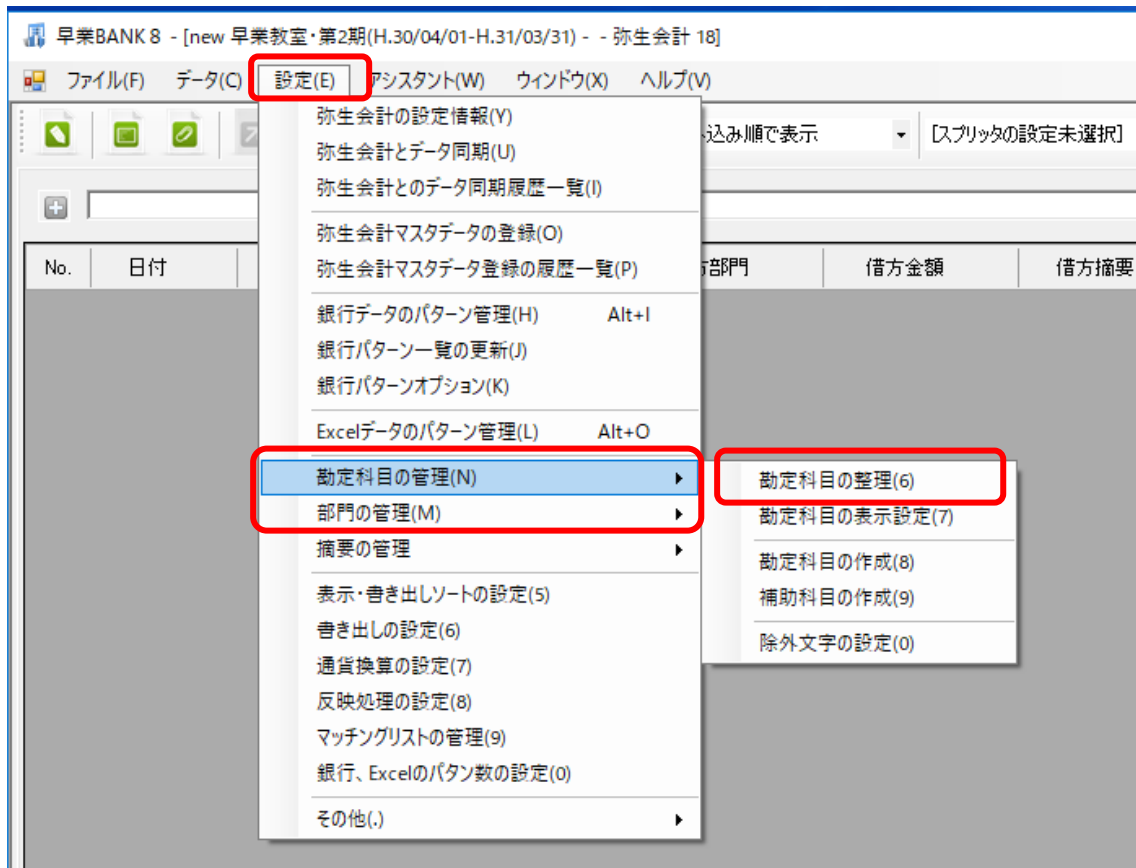 早業BANK 8 - [new 早業教室・第2期(H.30/04/01-H.31/03/31) - - 弥生会計 18]
ファイル(F) データ(C) 設定(E) アシスタント(W) ウィンドウ(X) ヘルプ(V)
込み順で表示 [スプリッタの設定未選択]
No. 日付 部門 借方金額 借方摘要
弥生会計の設定情報(Y)
弥生会計とデータ同期(U)
弥生会計とのデータ同期履歴一覧(I)
弥生会計マスタデータの登録(O)
弥生会計マスタデータ登録の履歴一覧(P)
銀行データのパターン管理(H) Alt+I
銀行パターン一覧の更新(J)
銀行パターンオプション(K)
Excelデータのパターン管理(L) Alt+O
勘定科目の管理(N)
部門の管理(M)
摘要の管理
表示・書き出しソートの設定(5)
書き出しの設定(6)
通貨換算の設定(7)
反映処理の設定(8)
マッチングリストの管理(9)
銀行、Excelのパタン数の設定(0)
その他(.)
勘定科目の整理(6)
勘定科目の表示設定(7)
勘定科目の作成(8)
補助科目の作成(9)
除外文字の設定(0)